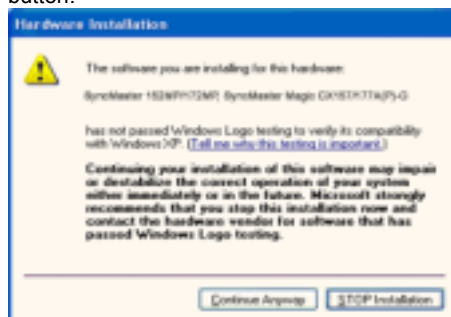 button.
Hardware Installation
The software you are installing for this hardware:
has not passed Windows Logo testing to verify its compatibility
with Windows XP. (Tell me why this testing is important.)
Continuing your installation of this software may impair
or destabilize the correct operation of your system
either immediately or in the future. Microsoft strongly
recommends that you stop this installation now and
contact the hardware vendor for software that has
passed Windows Logo testing.
Continue Anyway STOP Installation